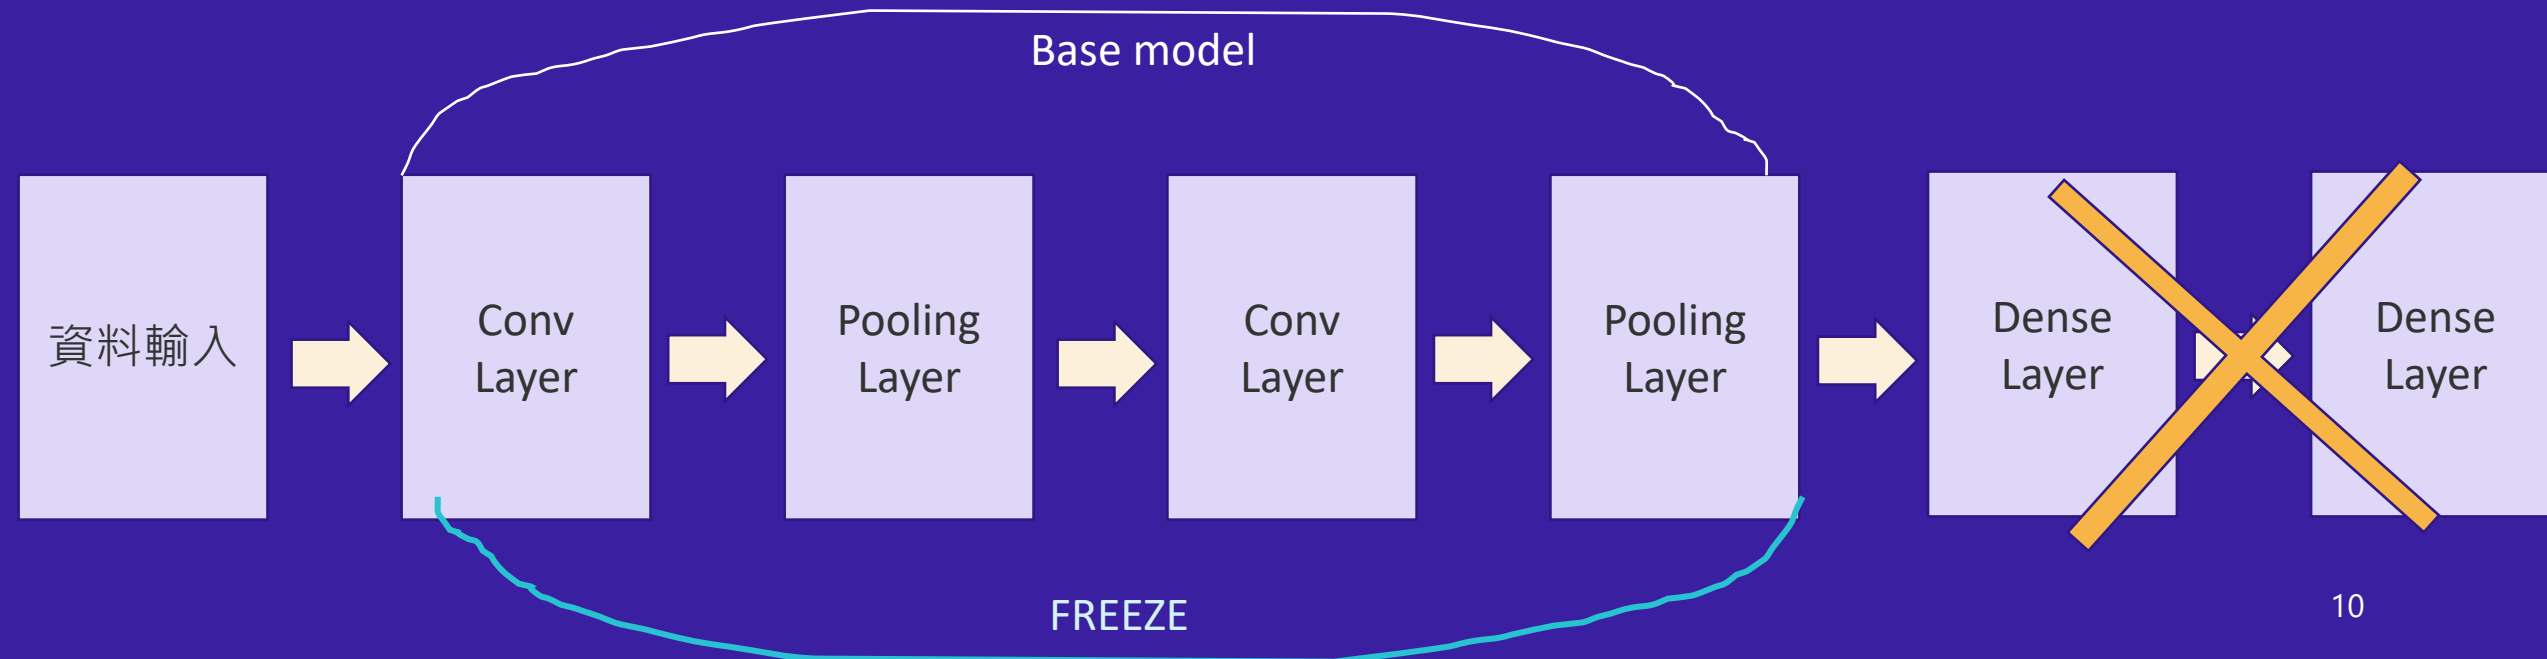 Base model
資料輸入
Conv
Layer
Pooling
Layer
Conv
Layer
Pooling
Layer
Dense
Layer
Dense
Layer
FREEZE
10